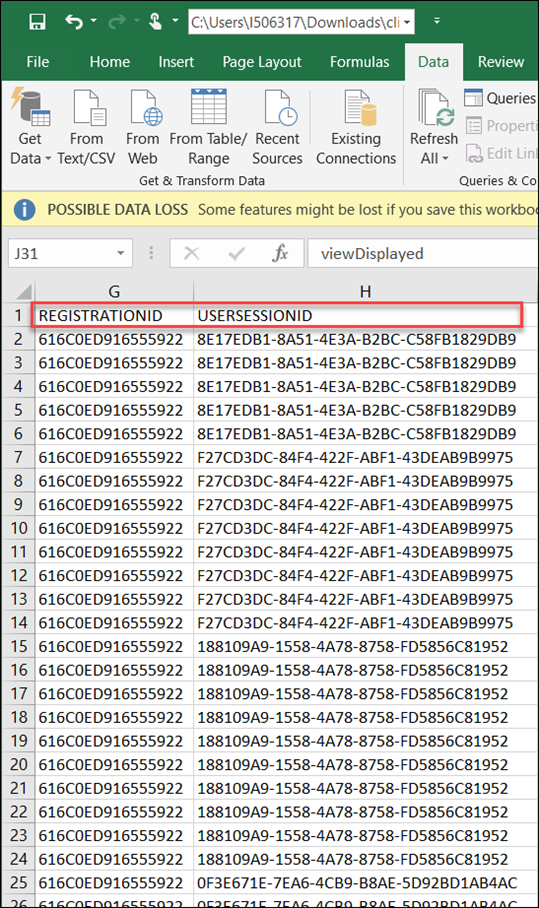 C:\Users\I506317\Downloads\cli
File Home Insert Page Layout Formulas Data Review
Get Data
From Text/CSV
From Web
From Table/ Range
Recent Sources
Existing Connections
Refresh All
Queries
Properti
Edit Lin
Get & Transform Data
Queries & Co
POSSIBLE DATA LOSS Some features might be lost if you save this workboo
J31 fx viewDisplayed
G H
1 REGISTRATIONID USERSESSIONID
2 616C0ED916555922 8E17EDB1-8A51-4E3A-B2BC-C58FB1829DB9
3 616C0ED916555922 8E17EDB1-8A51-4E3A-B2BC-C58FB1829DB9
4 616C0ED916555922 8E17EDB1-8A51-4E3A-B2BC-C58FB1829DB9
5 616C0ED916555922 8E17EDB1-8A51-4E3A-B2BC-C58FB1829DB9
6 616C0ED916555922 8E17EDB1-8A51-4E3A-B2BC-C58FB1829DB9
7 616C0ED916555922 F27CD3DC-84F4-422F-ABF1-43DEAB9B9975
8 616C0ED916555922 F27CD3DC-84F4-422F-ABF1-43DEAB9B9975
9 616C0ED916555922 F27CD3DC-84F4-422F-ABF1-43DEAB9B9975
10 616C0ED916555922 F27CD3DC-84F4-422F-ABF1-43DEAB9B9975
11 616C0ED916555922 F27CD3DC-84F4-422F-ABF1-43DEAB9B9975
12 616C0ED916555922 F27CD3DC-84F4-422F-ABF1-43DEAB9B9975
13 616C0ED916555922 F27CD3DC-84F4-422F-ABF1-43DEAB9B9975
14 616C0ED916555922 F27CD3DC-84F4-422F-ABF1-43DEAB9B9975
15 616C0ED916555922 188109A9-1558-4A78-8758-FD5856C81952
16 616C0ED916555922 188109A9-1558-4A78-8758-FD5856C81952
17 616C0ED916555922 188109A9-1558-4A78-8758-FD5856C81952
18 616C0ED916555922 188109A9-1558-4A78-8758-FD5856C81952
19 616C0ED916555922 188109A9-1558-4A78-8758-FD5856C81952
20 616C0ED916555922 188109A9-1558-4A78-8758-FD5856C81952
21 616C0ED916555922 188109A9-1558-4A78-8758-FD5856C81952
22 616C0ED916555922 188109A9-1558-4A78-8758-FD5856C81952
23 616C0ED916555922 188109A9-1558-4A78-8758-FD5856C81952
24 616C0ED916555922 188109A9-1558-4A78-8758-FD5856C81952
25 616C0ED916555922 0F3E671E-7EA6-4CB9-B8AE-5D92BD1AB4AC
26 616C0ED916555922 0F3E671E-7EA6-4CB9-B8AE-5D92BD1AB4AC